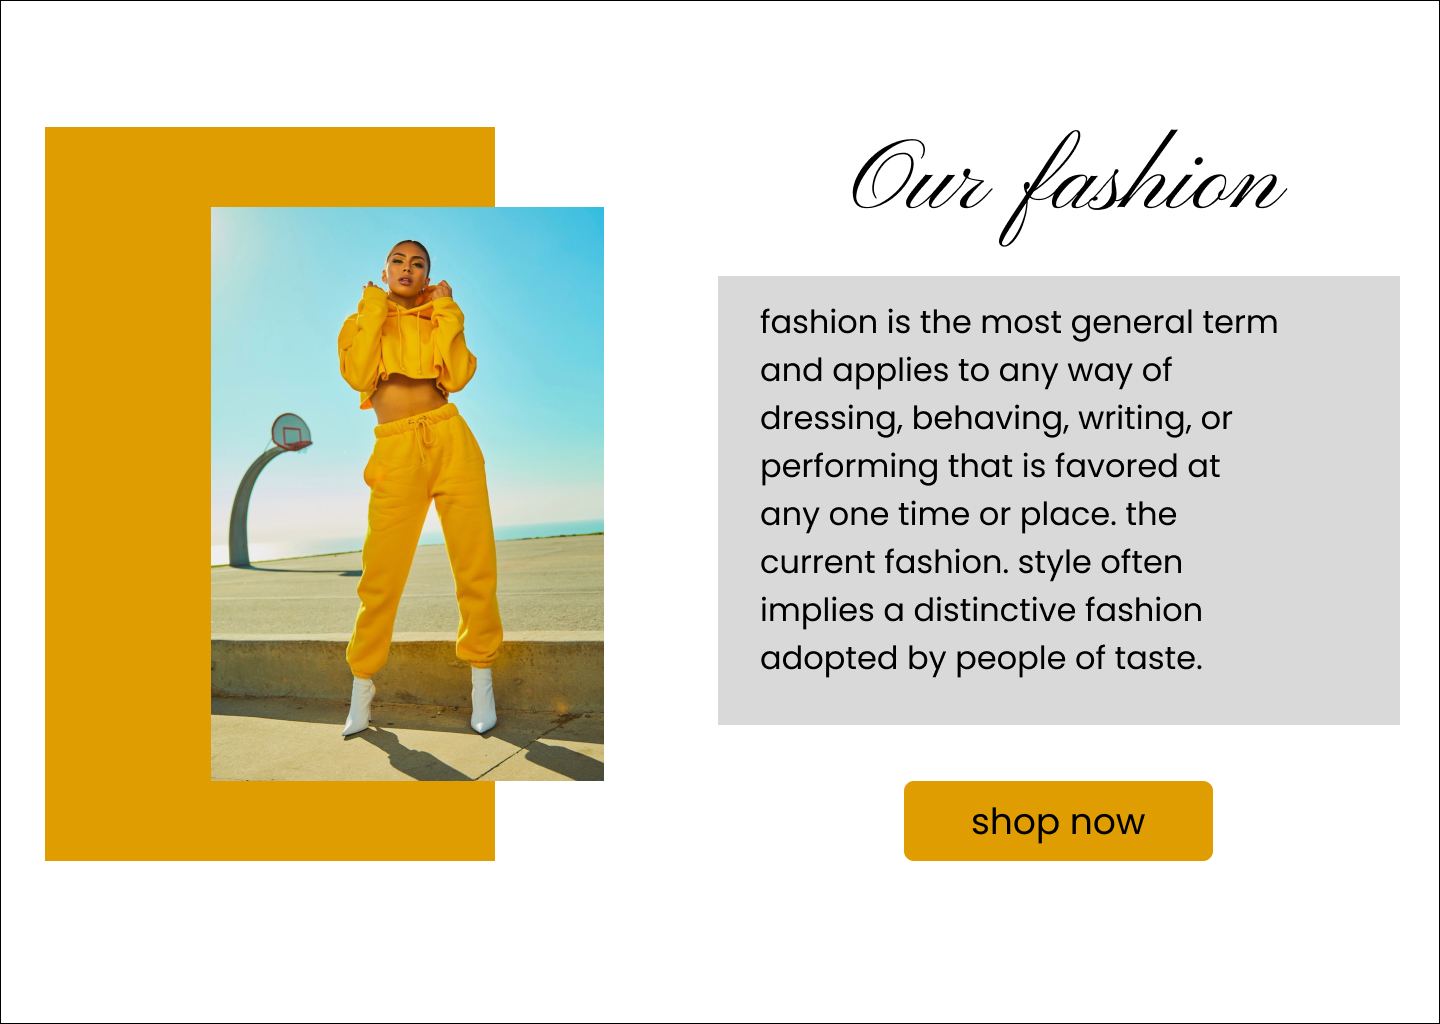 Our fashion
fashion is the most general term
and applies to any way of
dressing, behaving, writing, or
performing that is favored at
any one time or place. the
current fashion. style often
implies a distinctive fashion
adopted by people of taste.
shop now